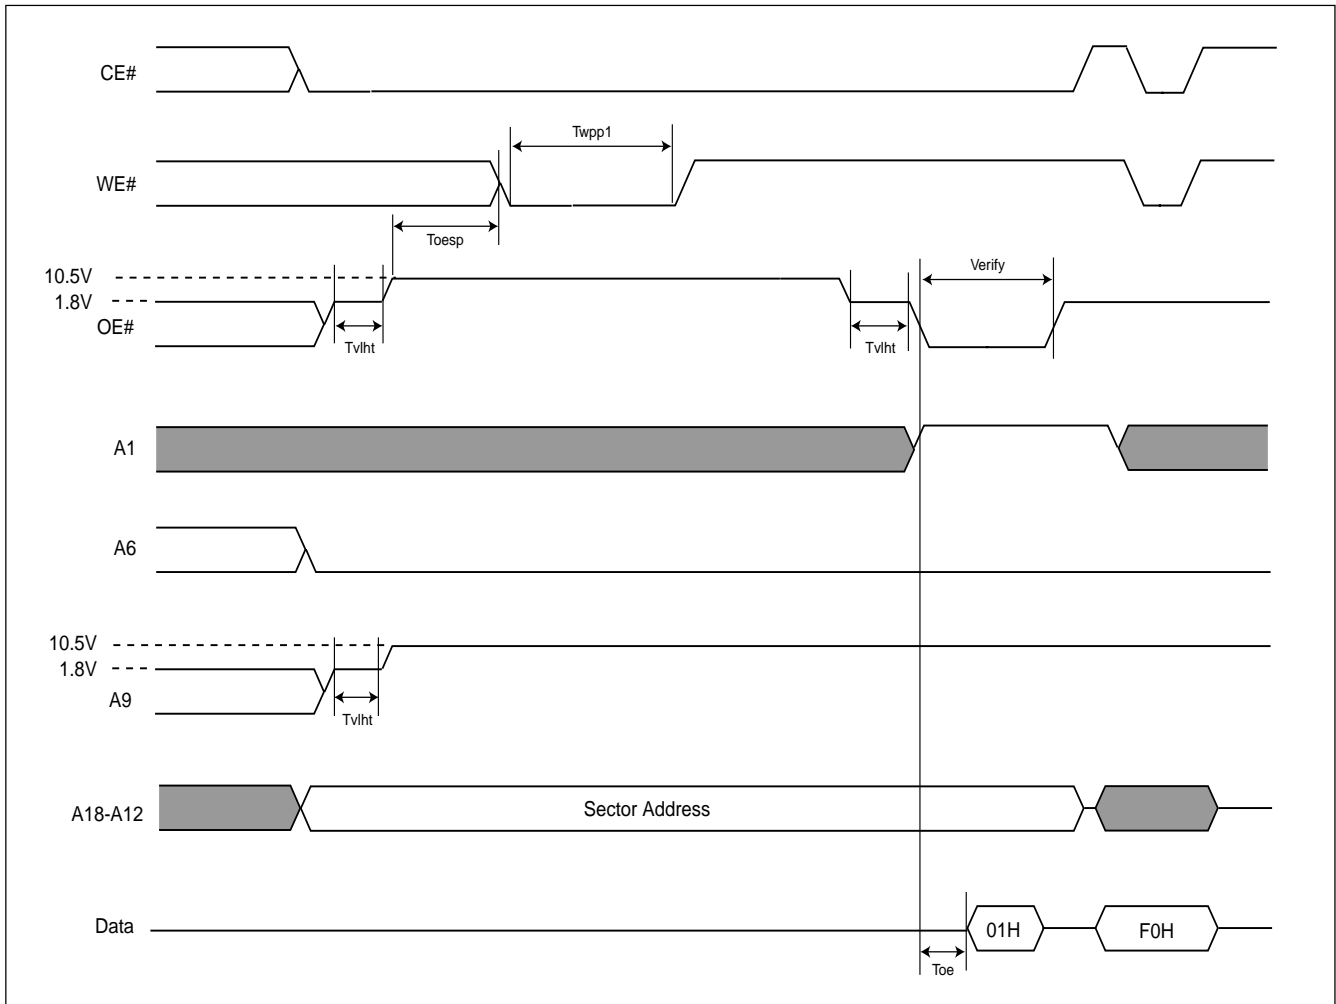 CE#
Twpp1
WE#
Toesp
10.5V
Verify
1.8V
OE#
Tvlht
Tvlht
A1
A6
10.5V
1.8V
A9
Tvlht
A18-A12
Sector Address
Data
01H
F0H
Toe